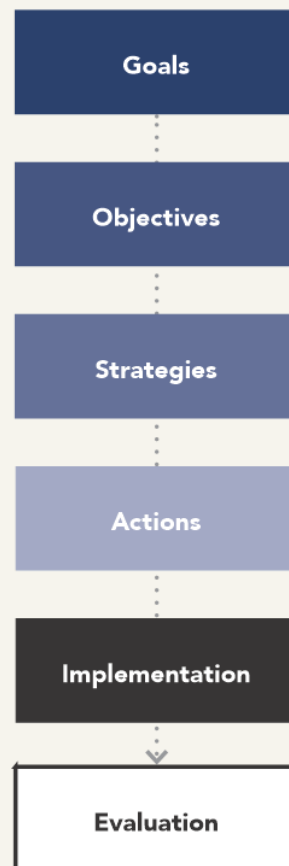 Goals
Objectives
Strategies
Actions
Implementation
Evaluation